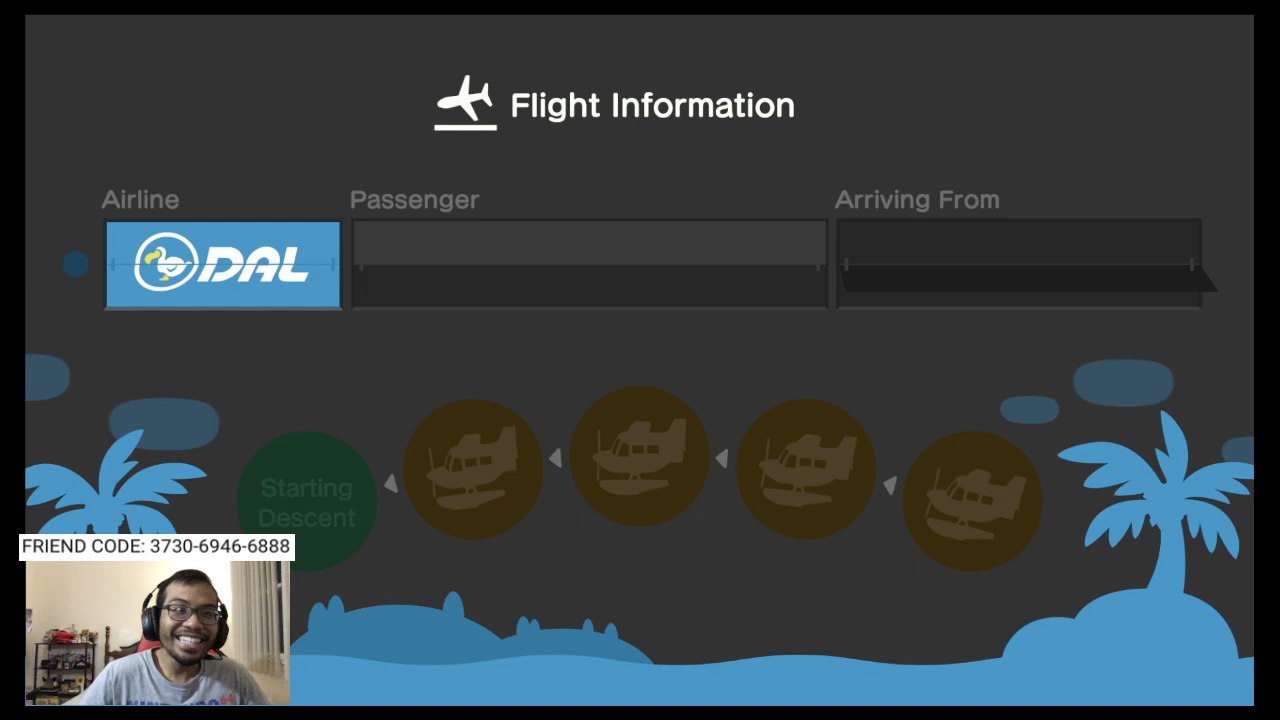 Flight Information
Airline
Passenger
Arriving From
DAL
Starting
Descent
FRIEND CODE: 3730-6946-6888